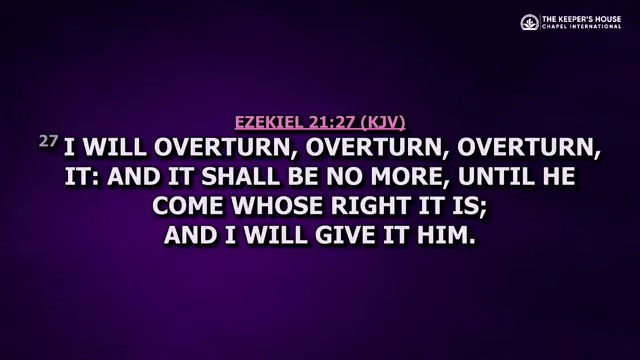 THE KEEPER'S HOUSE
CHAPEL INTERNATIONAL
EZEKIEL 21:27 (KJV)
27 I WILL OVERTURN, OVERTURN, OVERTURN,
IT: AND IT SHALL BE NO MORE, UNTIL HE
COME WHOSE RIGHT IT IS;
AND I WILL GIVE IT HIM.